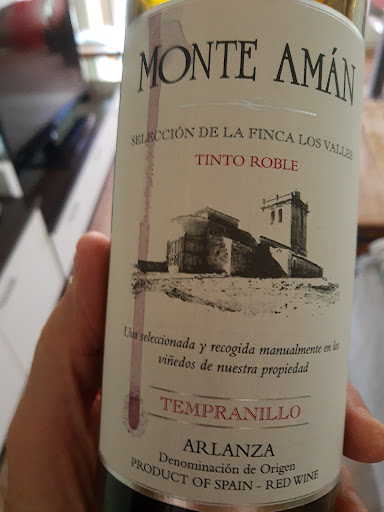 MONTE AMÁN
SELECCIÓN DE LA FINCA LOS VALLES
TINTO ROBLE
Uva seleccionada y recogida manualmente en los
viñedos de nuestra propiedad
TEMPRANILLO
ARLANZA
Denominación de Origen
PRODUCT OF SPAIN - RED WINE